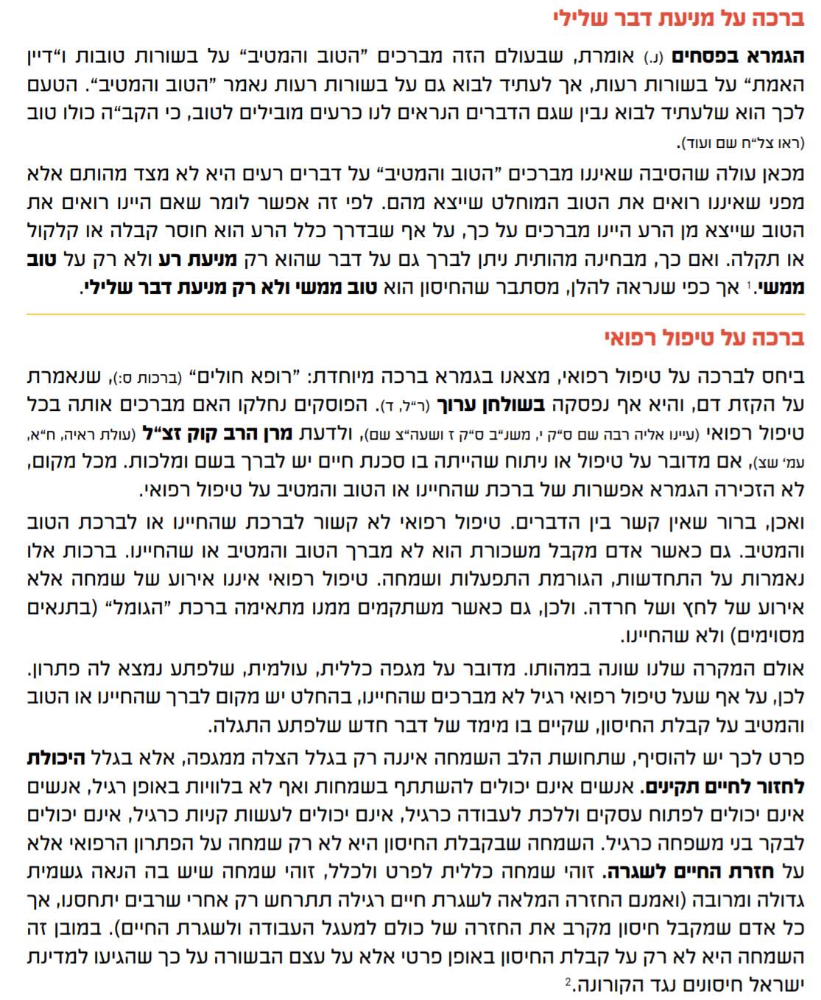 ברכה על מניעת דבר שלילי
הגמרא בפסחים (נ.) אומרת, שבעולם הזה מברכים ”הטוב והמטיב“ על בשורות טובות ו“דיין
האמת“ על בשורות רעות, אך לעתיד לבוא גם על בשורות רעות נאמר ”הטוב והמטיב“. הטעם
לכך הוא שלעתיד לבוא נבין שגם הדברים הנראים לנו כרעים מובילים לטוב, כי הקב“ה כולו טוב
(ראו צל“ח שם ועוד).
מכאן עולה שהסיבה שאיננו מברכים ”הטוב והמטיב“ על דברים רעים היא לא מצד מהותם אלא
מפני שאיננו רואים את הטוב המוחלט שייצא מהם. לפי זה אפשר לומר שאם היינו רואים את
הטוב שייצא מן הרע היינו מברכים על כך, על אף שבדרך כלל הרע הוא חוסר קבלה או קלקול
או תקלה. ואם כך, מבחינה מהותית ניתן לברך גם על דבר שהוא רק מניעת רע ולא רק על טוב
ממשי.¹ אך כפי שנראה להלן, מסתבר שהחיסון הוא טוב ממשי ולא רק מניעת דבר שלילי.
ברכה על טיפול רפואי
ביחס לברכה על טיפול רפואי, מצאנו בגמרא ברכה מיוחדת: ”רופא חולים“ (ברכות ס:), שנאמרת
על הקזת דם, והיא אף נפסקה בשולחן ערוך (ר“ל, ד). הפוסקים נחלקו האם מברכים אותה בכל
טיפול רפואי (עיינו אליה רבה שם ס“ק י, משנ“ב ס“ק ז ושעה“צ שם), ולדעת מרן הרב קוק זצ“ל (עולת ראיה, ח“א,
עמ‘ שצ), אם מדובר על טיפול או ניתוח שהייתה בו סכנת חיים יש לברך בשם ומלכות. מכל מקום,
לא הזכירה הגמרא אפשרות של ברכת שהחיינו או הטוב והמטיב על טיפול רפואי.
ואכן, ברור שאין קשר בין הדברים. טיפול רפואי לא קשור לברכת שהחיינו או לברכת הטוב
והמטיב. גם כאשר אדם מקבל משכורת הוא לא מברך הטוב והמטיב או שהחיינו. ברכות אלו
נאמרות על התחדשות, הגורמת התפעלות ושמחה. טיפול רפואי איננו אירוע של שמחה אלא
אירוע של לחץ ושל חרדה. ולכן, גם כאשר משתקמים ממנו מתאימה ברכת ”הגומל“ (בתנאים
מסוימים) ולא שהחיינו.
אולם המקרה שלנו שונה במהותו. מדובר על מגפה כללית, עולמית, שלפתע נמצא לה פתרון.
לכן, על אף שעל טיפול רפואי רגיל לא מברכים שהחיינו, בהחלט יש מקום לברך שהחיינו או הטוב
והמטיב על קבלת החיסון, שקיים בו מימד של דבר חדש שלפתע התגלה.
פרט לכך יש להוסיף, שתחושת הלב השמחה איננה רק בגלל הצלה ממגפה, אלא בגלל היכולת
לחזור לחיים תקינים. אנשים אינם יכולים להשתתף בשמחות ואף לא בלוויות באופן רגיל, אנשים
אינם יכולים לפתוח עסקים וללכת לעבודה כרגיל, אינם יכולים לעשות קניות כרגיל, אינם יכולים
לבקר בני משפחה כרגיל. השמחה שבקבלת החיסון היא לא רק שמחה על הפתרון הרפואי אלא
על חזרת החיים לשגרה. זוהי שמחה כללית לפרט ולכלל, זוהי שמחה שיש בה הנאה גשמית
גדולה ומרובה (ואמנם החזרה המלאה לשגרת חיים רגילה תתרחש רק אחרי שרבים יתחסנו, אך
כל אדם שמקבל חיסון מקרב את החזרה של כולם למעגל העבודה ולשגרת החיים). במובן זה
השמחה היא לא רק על קבלת החיסון באופן פרטי אלא על עצם הבשורה על כך שהגיעו למדינת
ישראל חיסונים נגד הקורונה.²